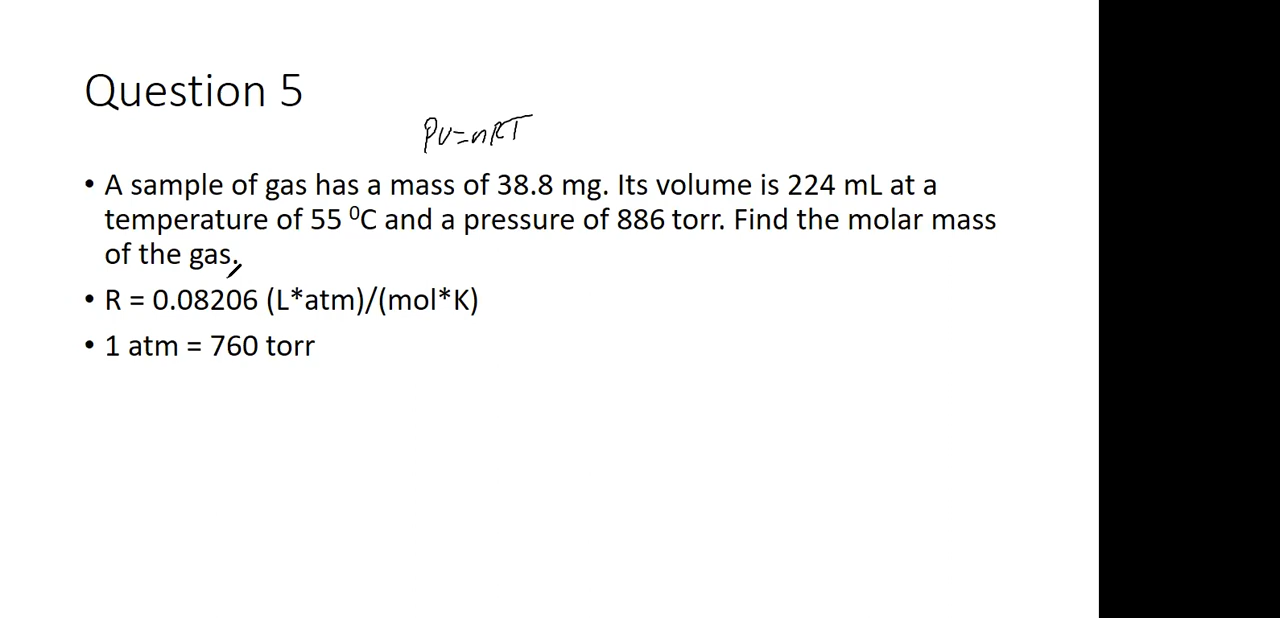 Question 5
PV=nRT
• A sample of gas has a mass of 38.8 mg. Its volume is 224 mL at a
temperature of 55 ⁰C and a pressure of 886 torr. Find the molar mass
of the gas.
• R = 0.08206 (L*atm)/(mol*K)
• 1 atm = 760 torr